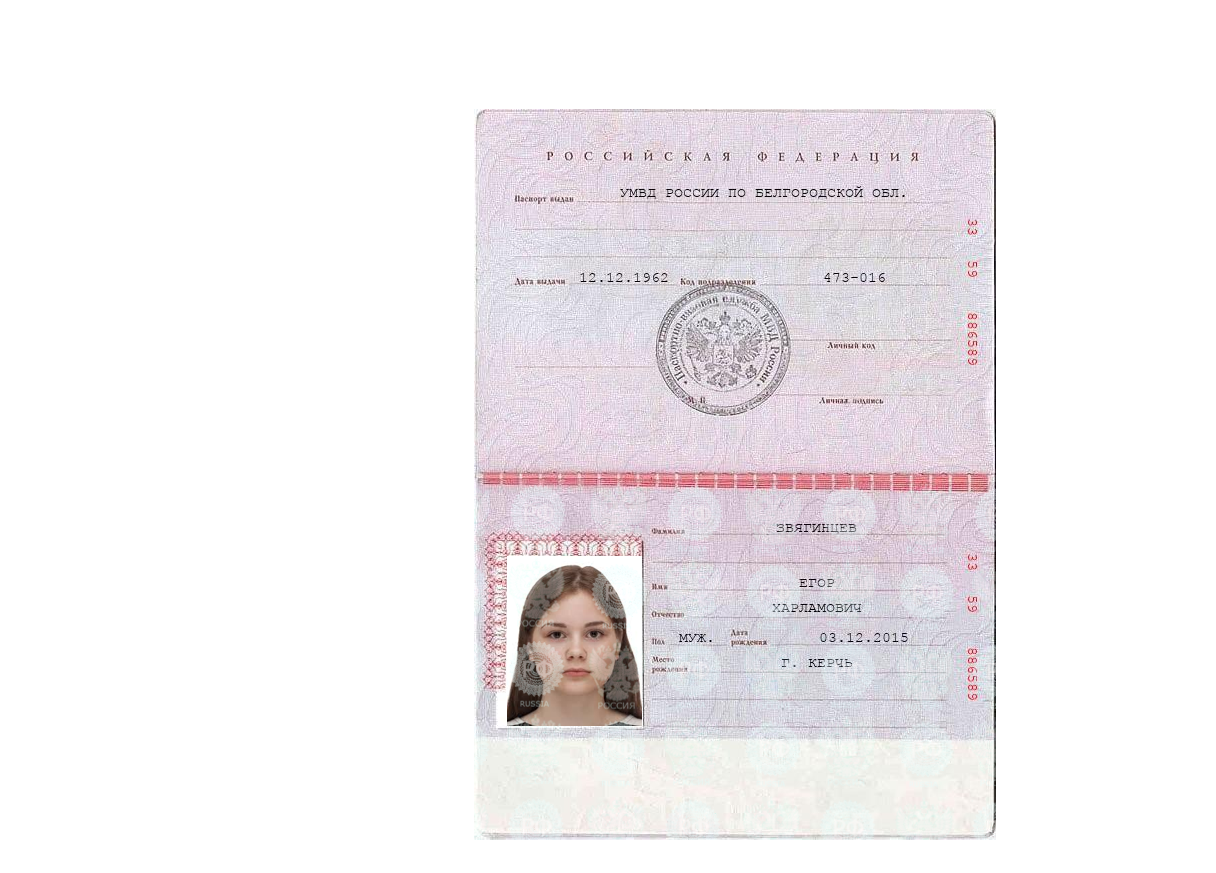 РОССИЙСКАЯ ФЕДЕРАЦИЯ
Паспорт выдан УМВД РОССИИ ПО БЕЛГОРОДСКОЙ ОБЛ.
Дата выдачи 12.12.1962 Код подразделения 473-016
Паспортно-визовая служба МВД России
Личный код
М.П. Личная подпись
33 59 886589
Фамилия ЗВЯГИНЦЕВ
Имя ЕГОР
Отчество ХАРЛАМОВИЧ
Пол МУЖ. Дата рождения 03.12.2015
Место рождения Г. КЕРЧЬ
33 59 886589
РФ
RUSSIA
РОССИЯ